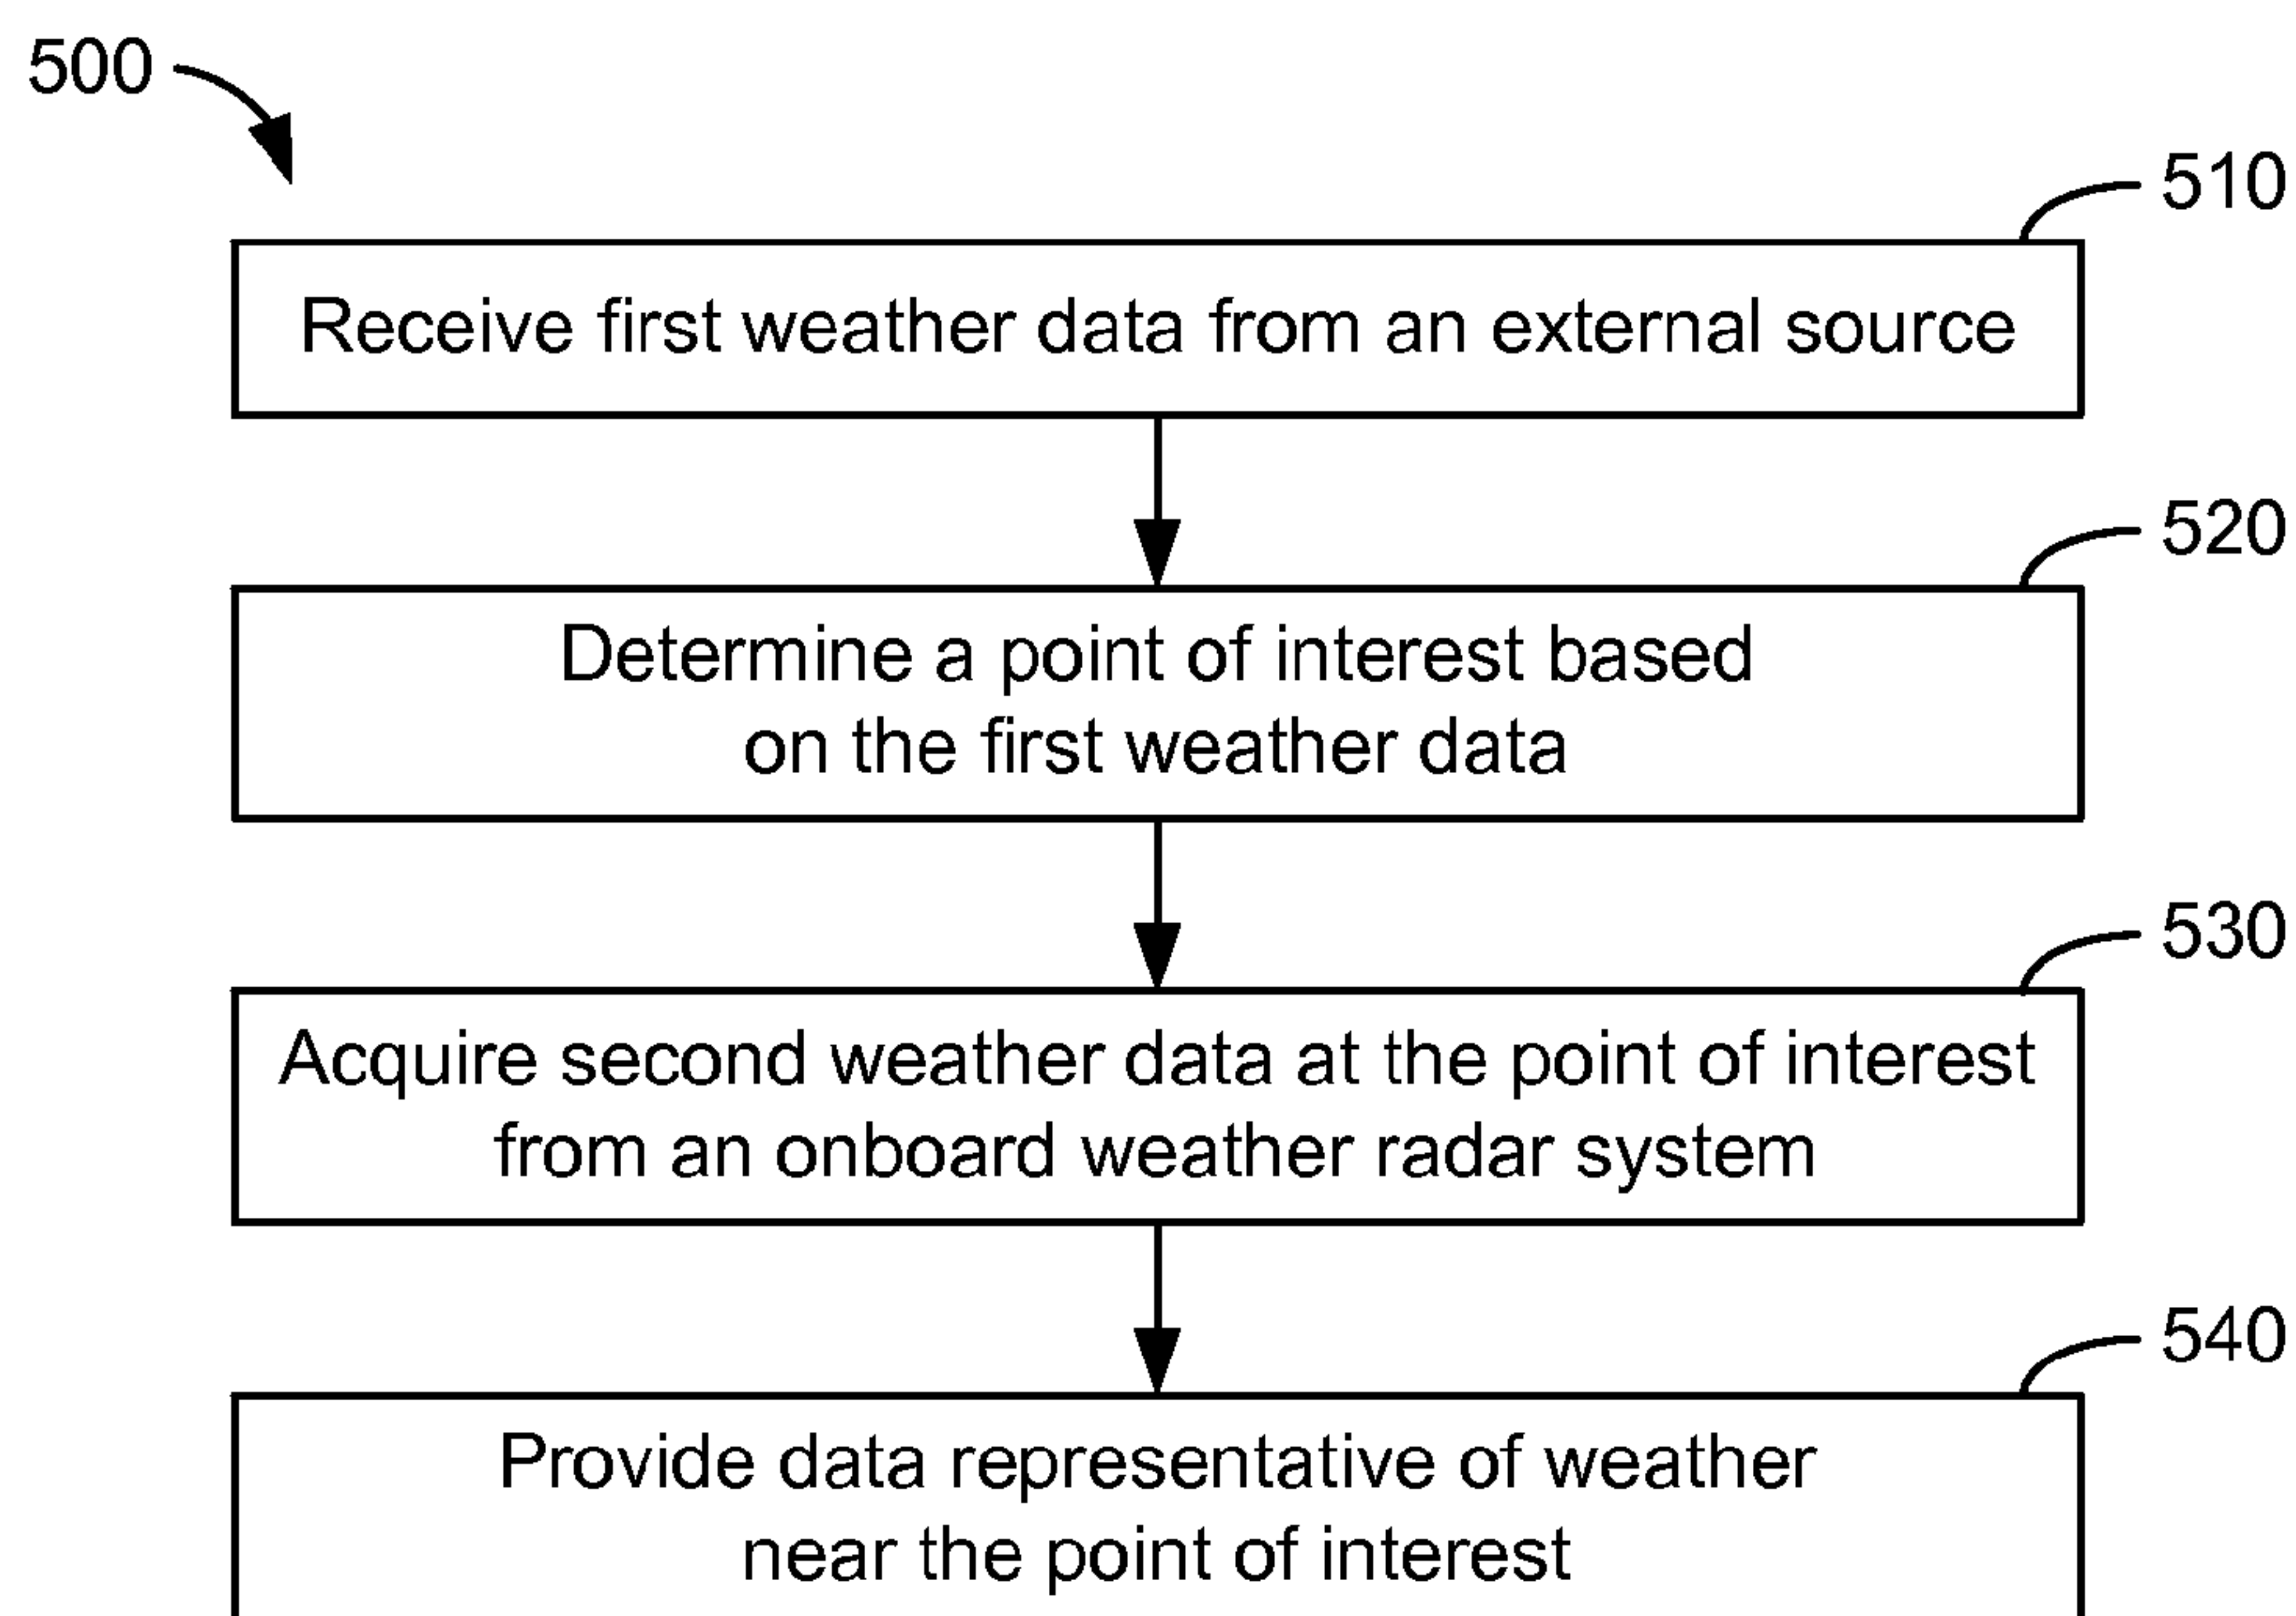 500
510
Receive first weather data from an external source
520
Determine a point of interest based
on the first weather data
530
Acquire second weather data at the point of interest
from an onboard weather radar system
540
Provide data representative of weather
near the point of interest